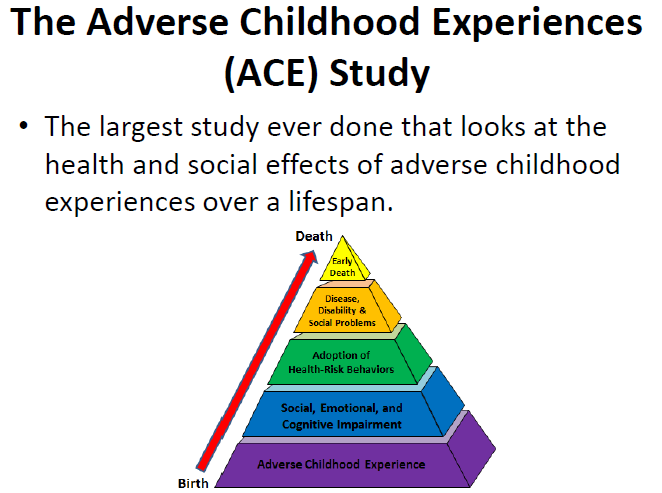 The Adverse Childhood Experiences
(ACE) Study
• The largest study ever done that looks at the
health and social effects of adverse childhood
experiences over a lifespan.
Death
Early
Death
Disease,
Disability &
Social Problems
Adoption of
Health-Risk Behaviors
Social, Emotional, and
Cognitive Impairment
Adverse Childhood Experience
Birth